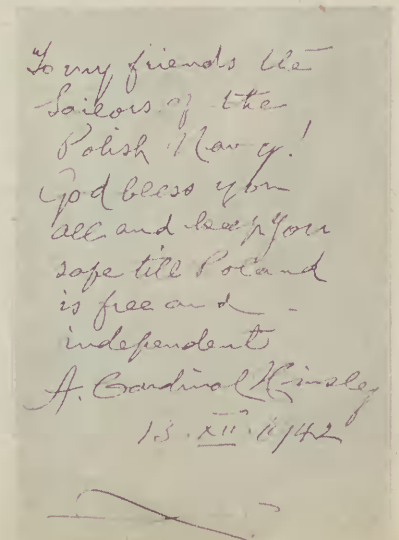 To my friends the
Sailors of the
Polish Navy!
God bless you
all and keep you
safe till Poland
is free and
independent
A. Cardinal Hinsley
13. XII. 1942